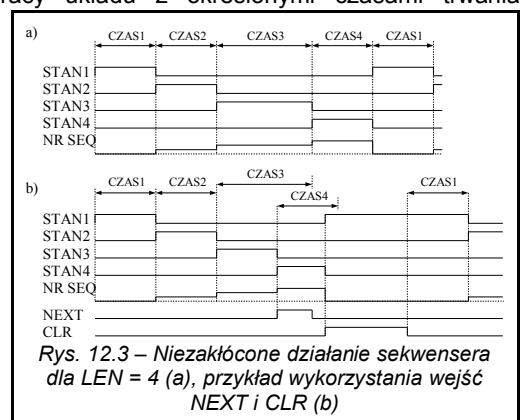 racy układu z określonymi czasami trwania
a)
CZAS1 CZAS2 CZAS3 CZAS4 CZAS1
STAN1
STAN2
STAN3
STAN4
NR SEQ
b)
CZAS1 CZAS2 CZAS3 CZAS1
CZAS4
STAN1
STAN2
STAN3
STAN4
NR SEQ
NEXT
CLR
Rys. 12.3 – Niezakłócone działanie sekwensera
dla LEN = 4 (a), przykład wykorzystania wejść
NEXT i CLR (b)